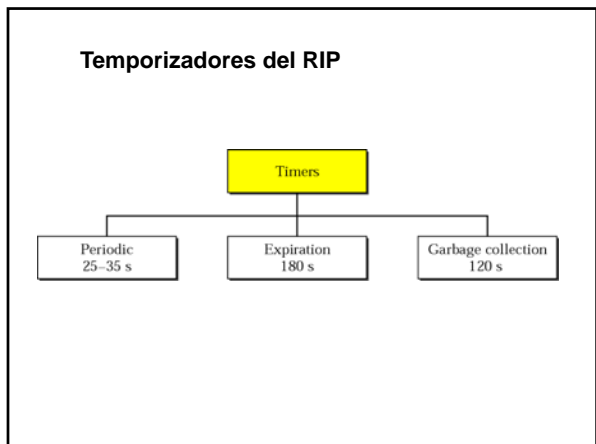 Temporizadores del RIP
Timers
Periodic
25–35 s
Expiration
180 s
Garbage collection
120 s